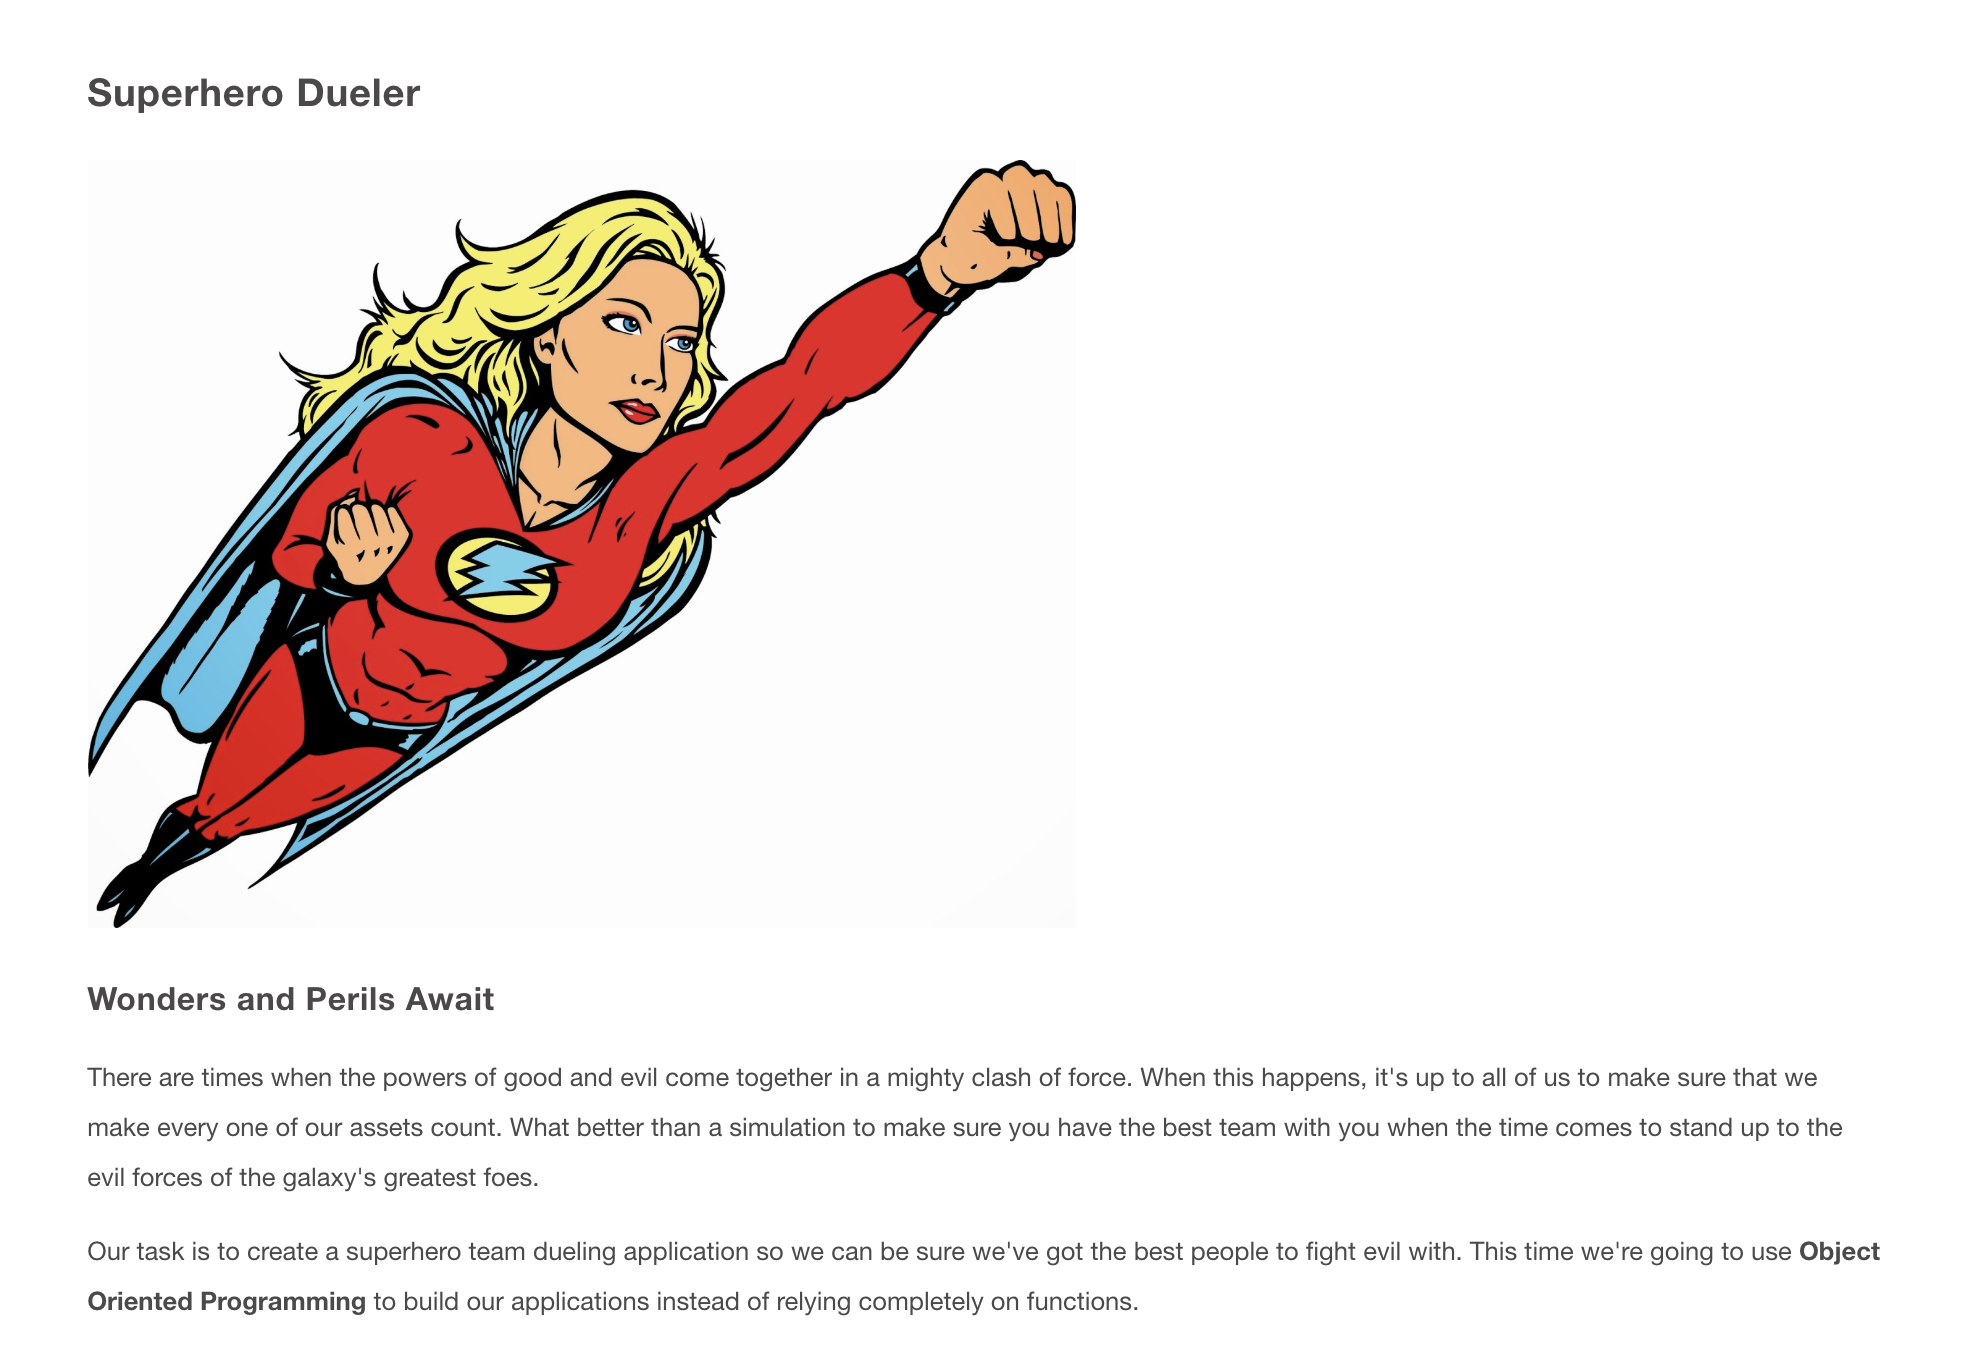 Superhero Dueler
Wonders and Perils Await
There are times when the powers of good and evil come together in a mighty clash of force. When this happens, it's up to all of us to make sure that we
make every one of our assets count. What better than a simulation to make sure you have the best team with you when the time comes to stand up to the
evil forces of the galaxy's greatest foes.
Our task is to create a superhero team dueling application so we can be sure we've got the best people to fight evil with. This time we're going to use Object
Oriented Programming to build our applications instead of relying completely on functions.